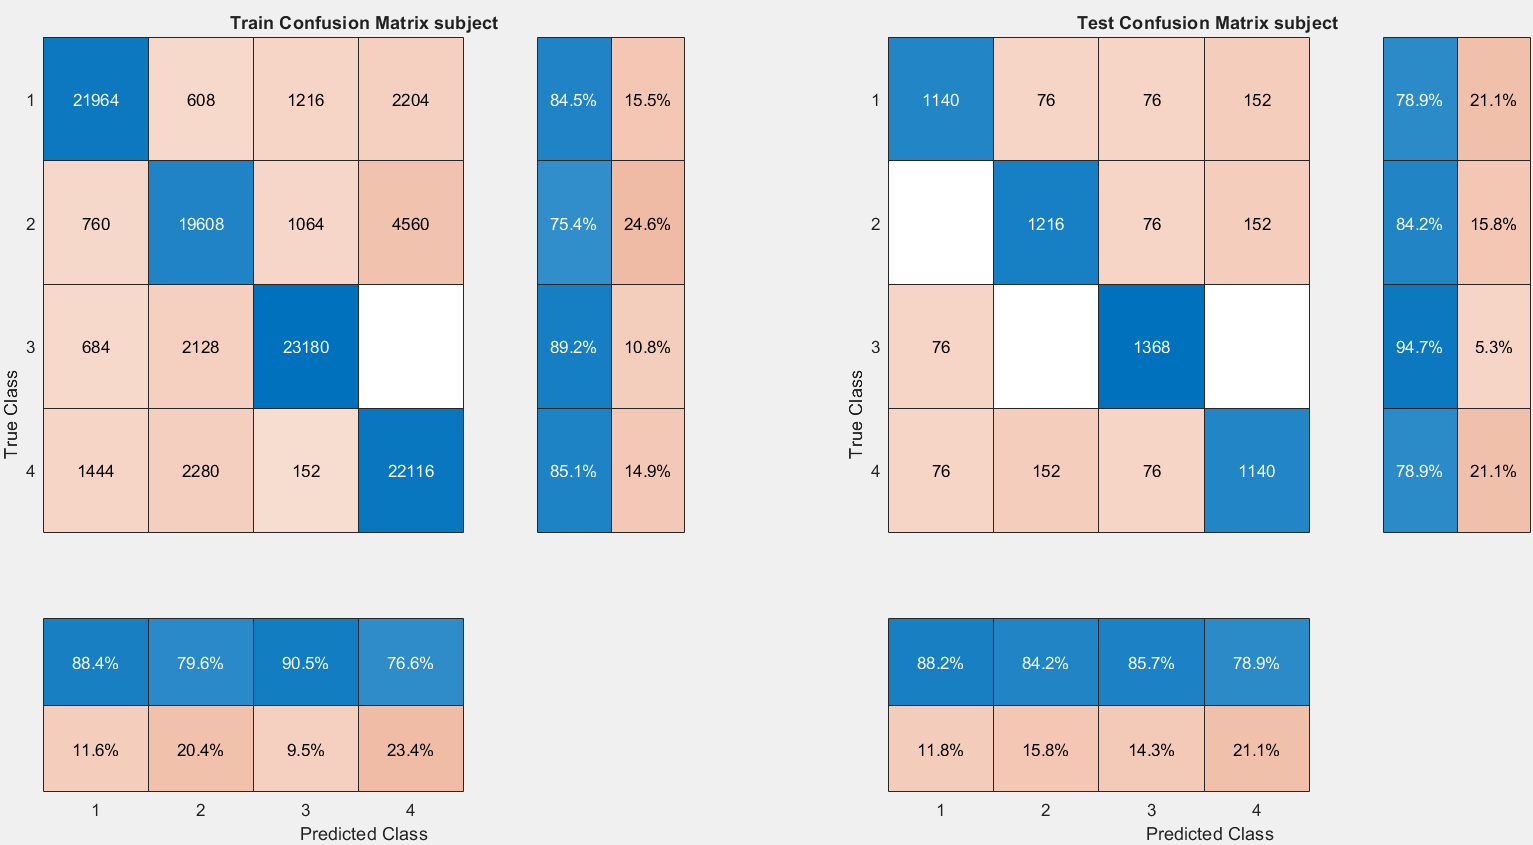 Train Confusion Matrix subject
1 21964 608 1216 2204 84.5% 15.5%
2 760 19608 1064 4560 75.4% 24.6%
3 684 2128 23180 89.2% 10.8%
4 1444 2280 152 22116 85.1% 14.9%
True Class
88.4% 79.6% 90.5% 76.6%
11.6% 20.4% 9.5% 23.4%
1 2 3 4
Predicted Class
Test Confusion Matrix subject
1 1140 76 76 152 78.9% 21.1%
2 1216 76 152 84.2% 15.8%
3 76 1368 94.7% 5.3%
4 76 152 76 1140 78.9% 21.1%
True Class
88.2% 84.2% 85.7% 78.9%
11.8% 15.8% 14.3% 21.1%
1 2 3 4
Predicted Class